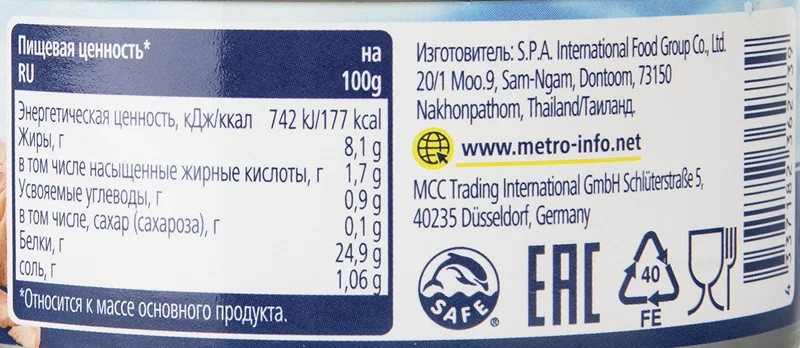 Пищевая ценность* на
RU 100g
Энергетическая ценность, кДж/ккал 742 kJ/177 kcal
Жиры, г 8,1 g
в том числе насыщенные жирные кислоты, г 1,7 g
Усвояемые углеводы, г 0,9 g
в том числе, сахар (сахароза), г 0,1 g
Белки, г 24,9 g
соль, г 1,06 g
*Относится к массе основного продукта.
Изготовитель: S.P.A. International Food Group Co., Ltd.
20/1 Moo.9, Sam-Ngam, Dontoom, 73150
Nakhonpathom, Thailand/Таиланд.
www.metro-info.net
MCC Trading International GmbH Schlüterstraße 5,
40235 Düsseldorf, Germany
SAFE ®
EAC
40
FE
4 337182 362739